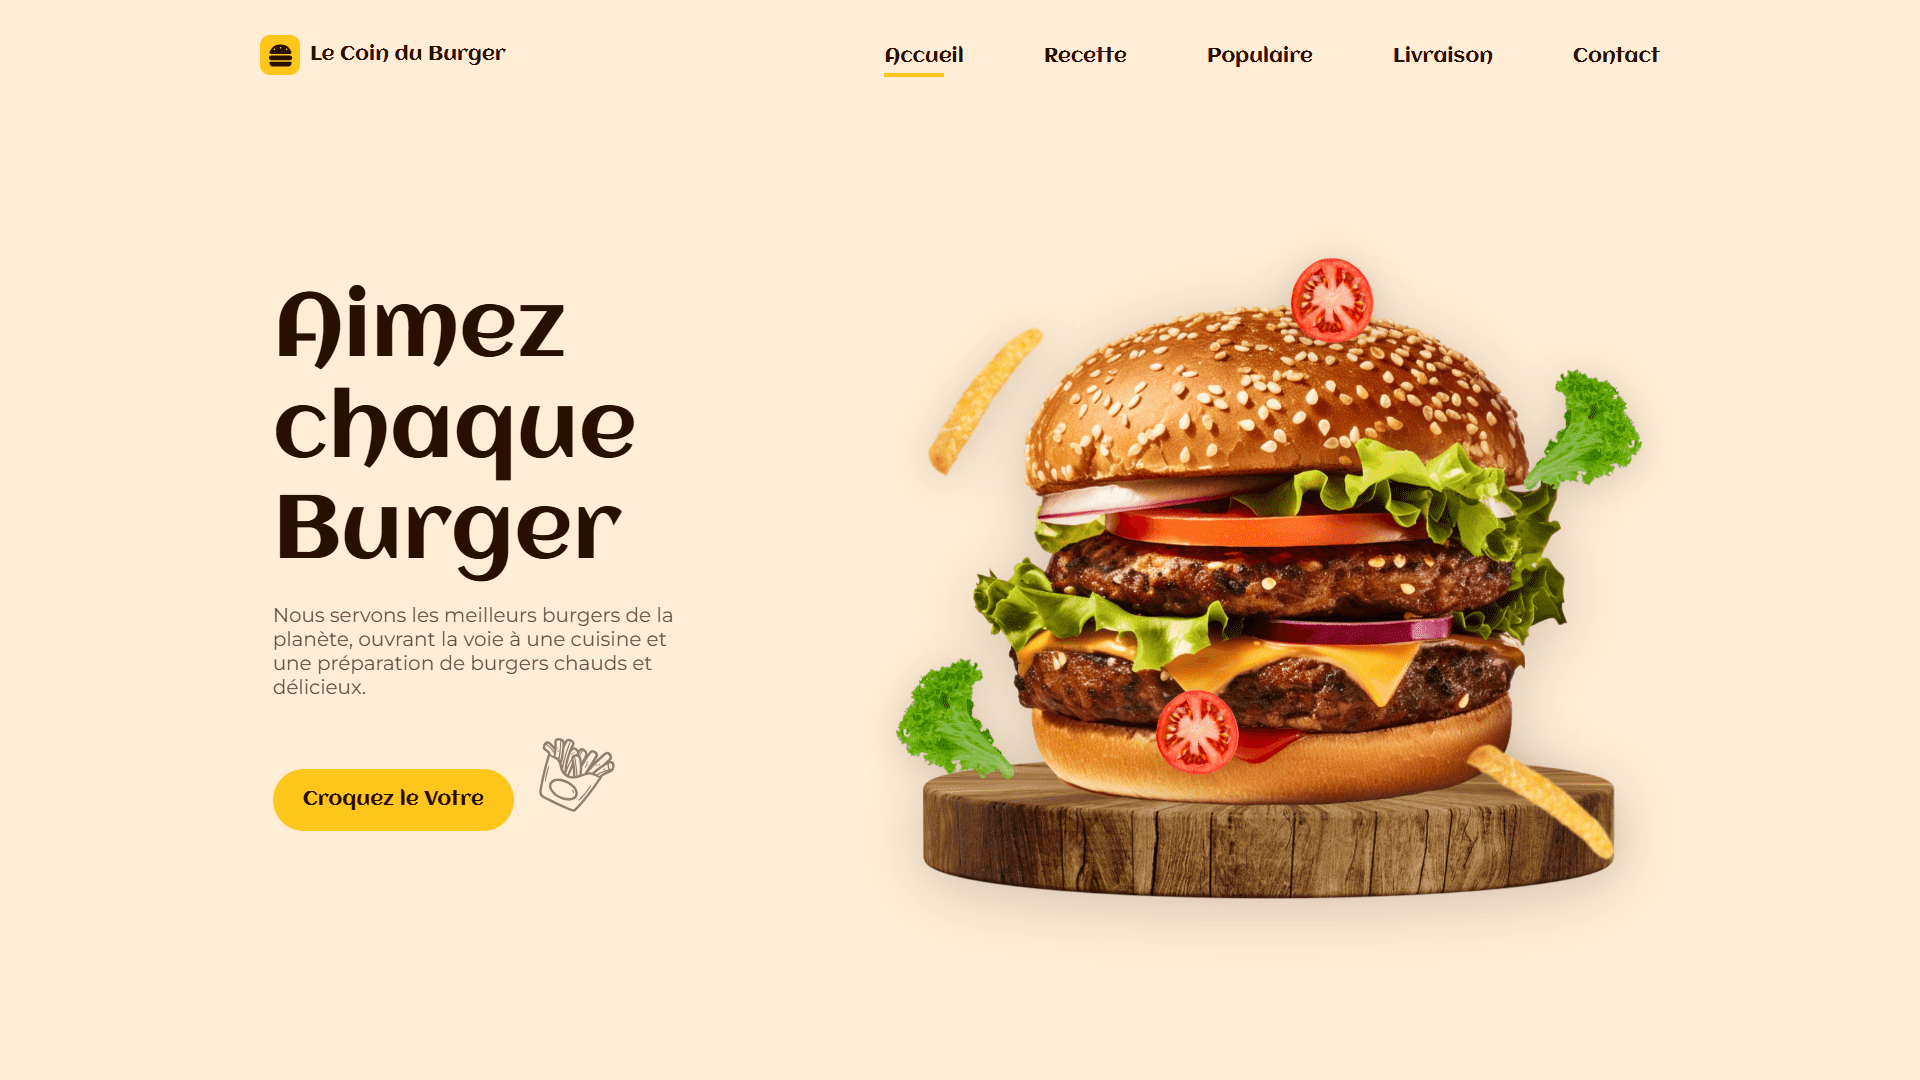 Le Coin du Burger
Accueil
Recette
Populaire
Livraison
Contact
Aimez
chaque
Burger
Nous servons les meilleurs burgers de la
planète, ouvrant la voie à une cuisine et
une préparation de burgers chauds et
délicieux.
Croquez le Votre